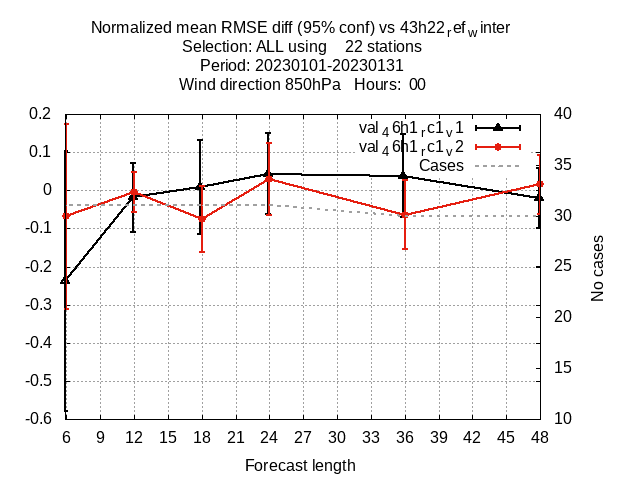 Normalized mean RMSE diff (95% conf) vs 43h22ref_winter
Selection: ALL using    22 stations
Period: 20230101-20230131
Wind direction 850hPa   Hours:  00
val46h1rc1v1
val46h1rc1v2
Cases
0.2
0.1
0
-0.1
-0.2
-0.3
-0.4
-0.5
-0.6
40
35
30
25
20
15
10
No cases
6 9 12 15 18 21 24 27 30 33 36 39 42 45 48
Forecast length